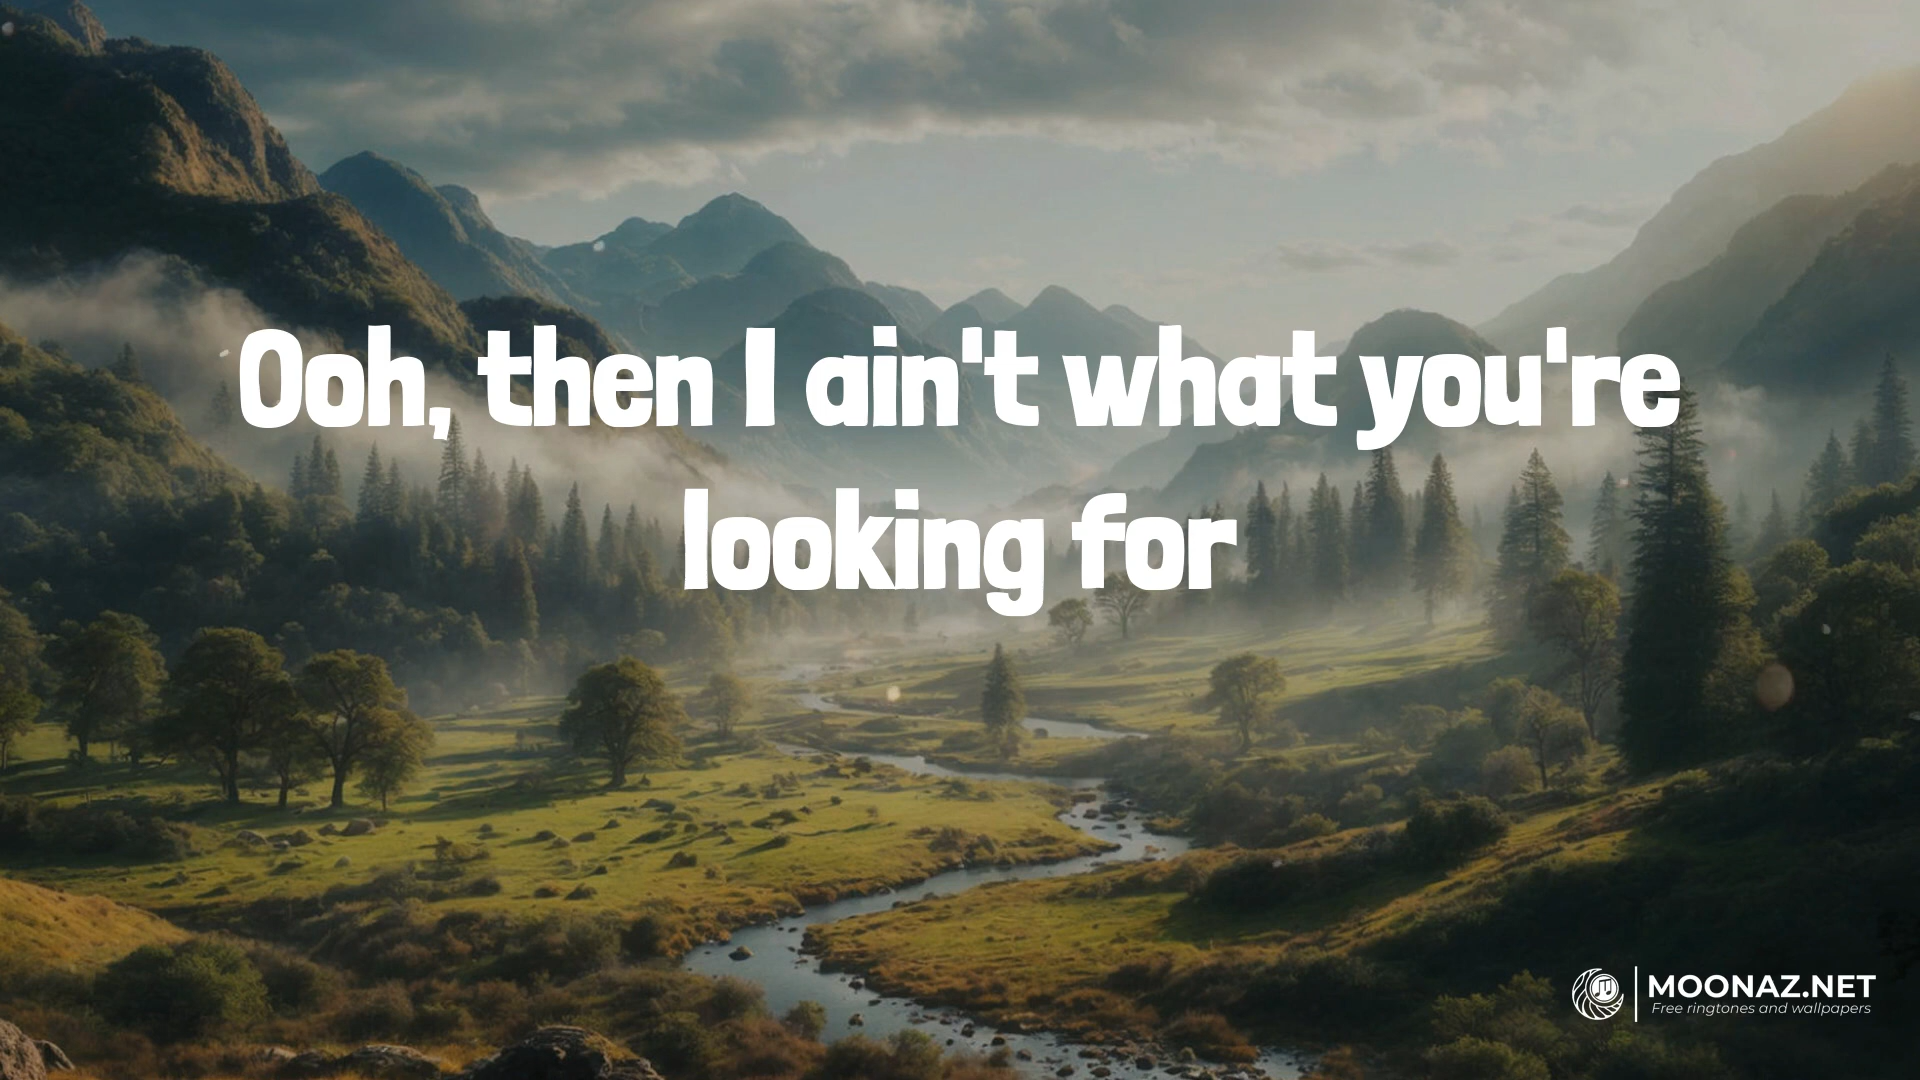 Ooh, then I ain't what you're
looking for
MOONAZ.NET
Free ringtones and wallpapers